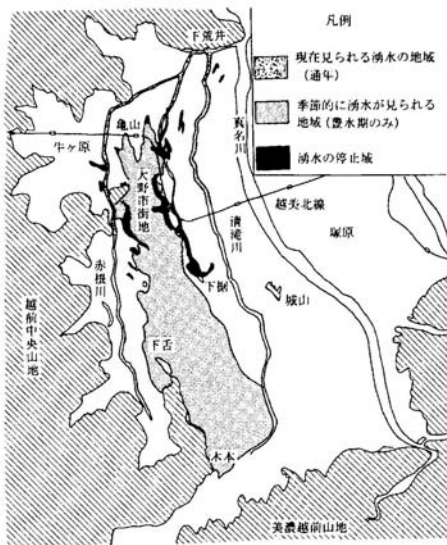 凡例
現在見られる湧水の地域
(通年)
季節的に湧水が見られる
地域(豊水期のみ)
湧水の停止域
下荒井
亀山
牛ヶ原
大野市街地
真名川
越美北線
清滝川
塚原
赤根川
下据
城山
越前中央山地
下舌
木本
美濃越前山地